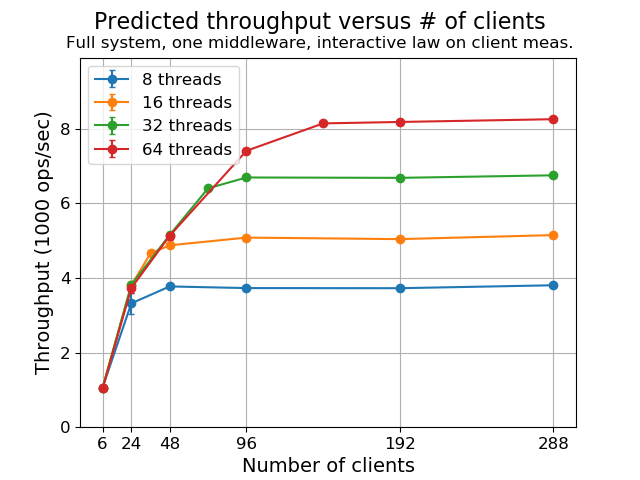 Predicted throughput versus # of clients
Full system, one middleware, interactive law on client meas.
8 threads
16 threads
32 threads
64 threads
Throughput (1000 ops/sec)
8
6
4
2
0
6 24 48 96 192 288
Number of clients